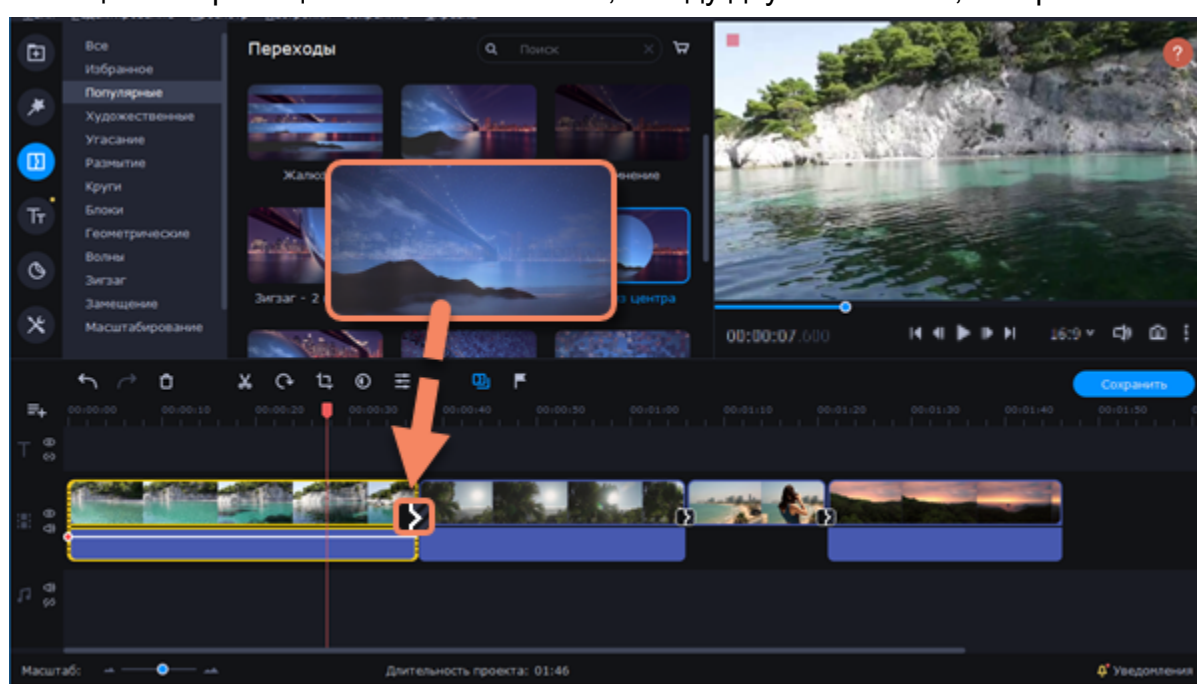 Переходы
Поиск
Все
Избранное
Популярные
Художественные
Угасание
Размытие
Круги
Блоки
Геометрические
Волны
Зигзаг
Замещение
Масштабирование
Зигзаг - 2
из центра
?
00:00:07.600
16:9
Сохранить
00:00:00 00:00:10 00:00:20 00:00:30 00:00:40 00:00:50 00:01:00 00:01:10 00:01:20 00:01:30 00:01:40 00:01:50
Масштаб:
Длительность проекта: 01:46
Уведомления